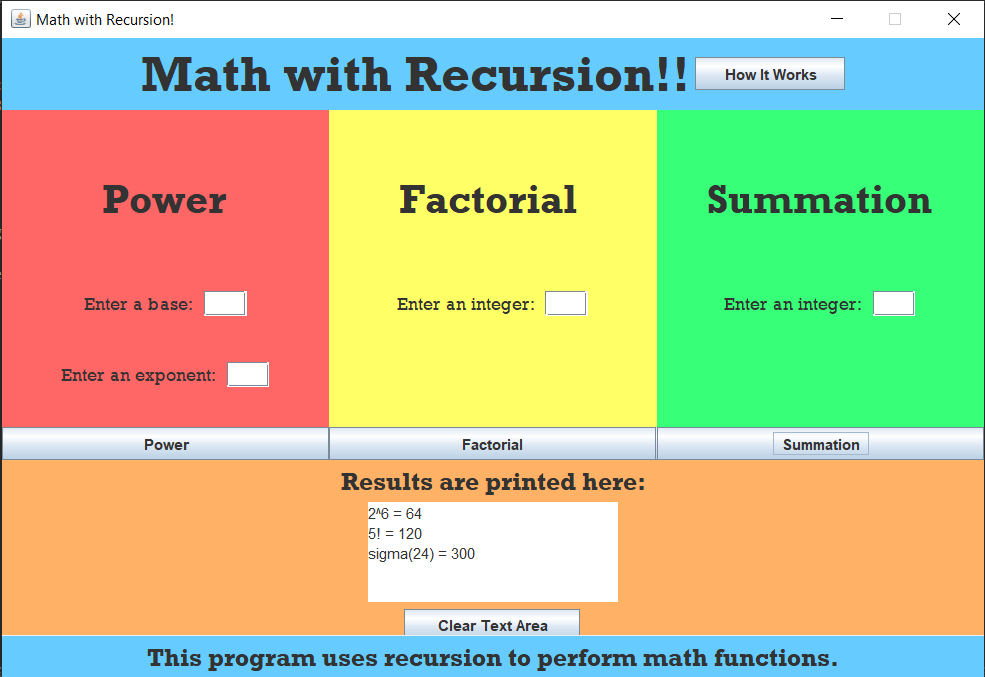 Math with Recursion!
Math with Recursion!! How It Works
Power Factorial Summation
Enter a base: Enter an integer: Enter an integer:
Enter an exponent:
Power Factorial Summation
Results are printed here:
2^6 = 64
5! = 120
sigma(24) = 300
Clear Text Area
This program uses recursion to perform math functions.